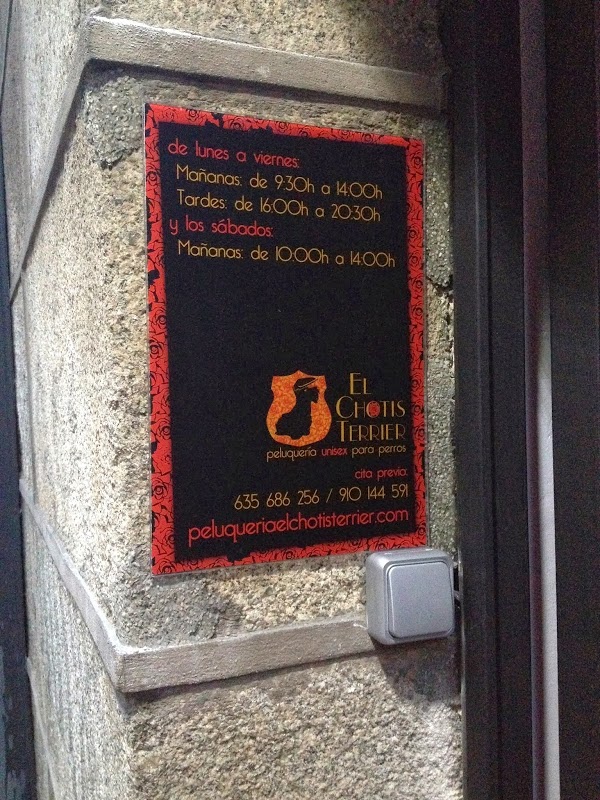 de lunes a viernes:
Mañanas: de 9:30h a 14:00h
Tardes: de 16:00h a 20:30h
y los sábados:
Mañanas: de 10:00h a 14:00h
EL
CHOTIS
TERRIER
peluquería unisex para perros
cita previa:
635 686 256 / 910 144 591
peluqueriaelchotisterrier.com